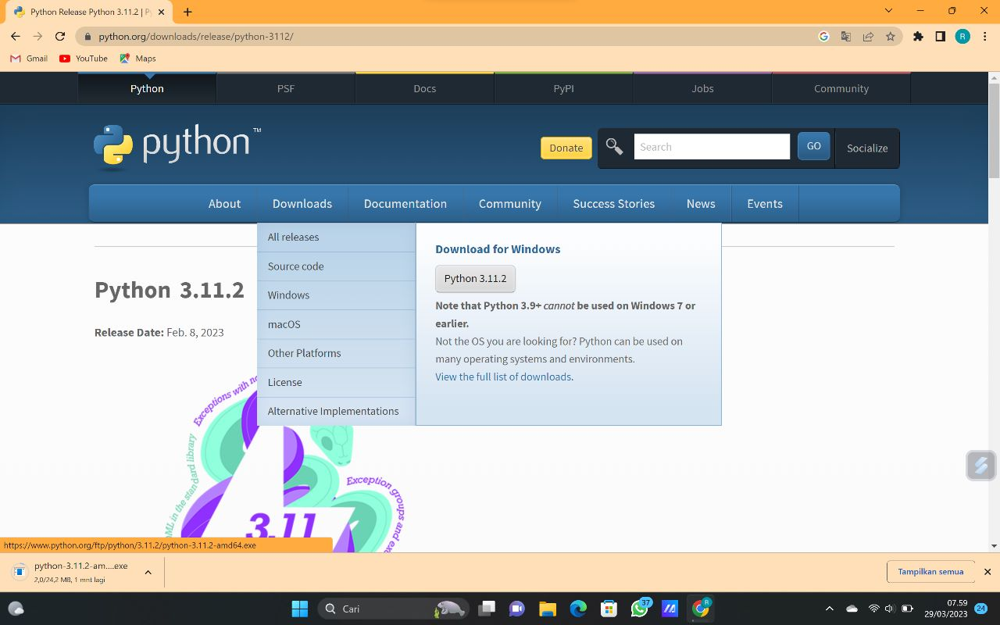 Python Release Python 3.11.2 | Py
python.org/downloads/release/python-3112/
R
Gmail
YouTube
Maps
Python
PSF
Docs
PyPI
Jobs
Community
python™
Donate
Search
GO
Socialize
About
Downloads
Documentation
Community
Success Stories
News
Events
All releases
Source code
Windows
macOS
Other Platforms
License
Alternative Implementations
Download for Windows
Python 3.11.2
Note that Python 3.9+ cannot be used on Windows 7 or
earlier.
Not the OS you are looking for? Python can be used on
many operating systems and environments.
View the full list of downloads.
Python 3.11.2
Release Date: Feb. 8, 2023
Exceptions with
in the standard library
Exception groups and
3.11
https://www.python.org/ftp/python/3.11.2/python-3.11.2-amd64.exe
python-3.11.2-am....exe
2,0/24,2 MB, 1 mnt lagi
Tampilkan semua
Cari
37
R
07.59
29/03/2023
24